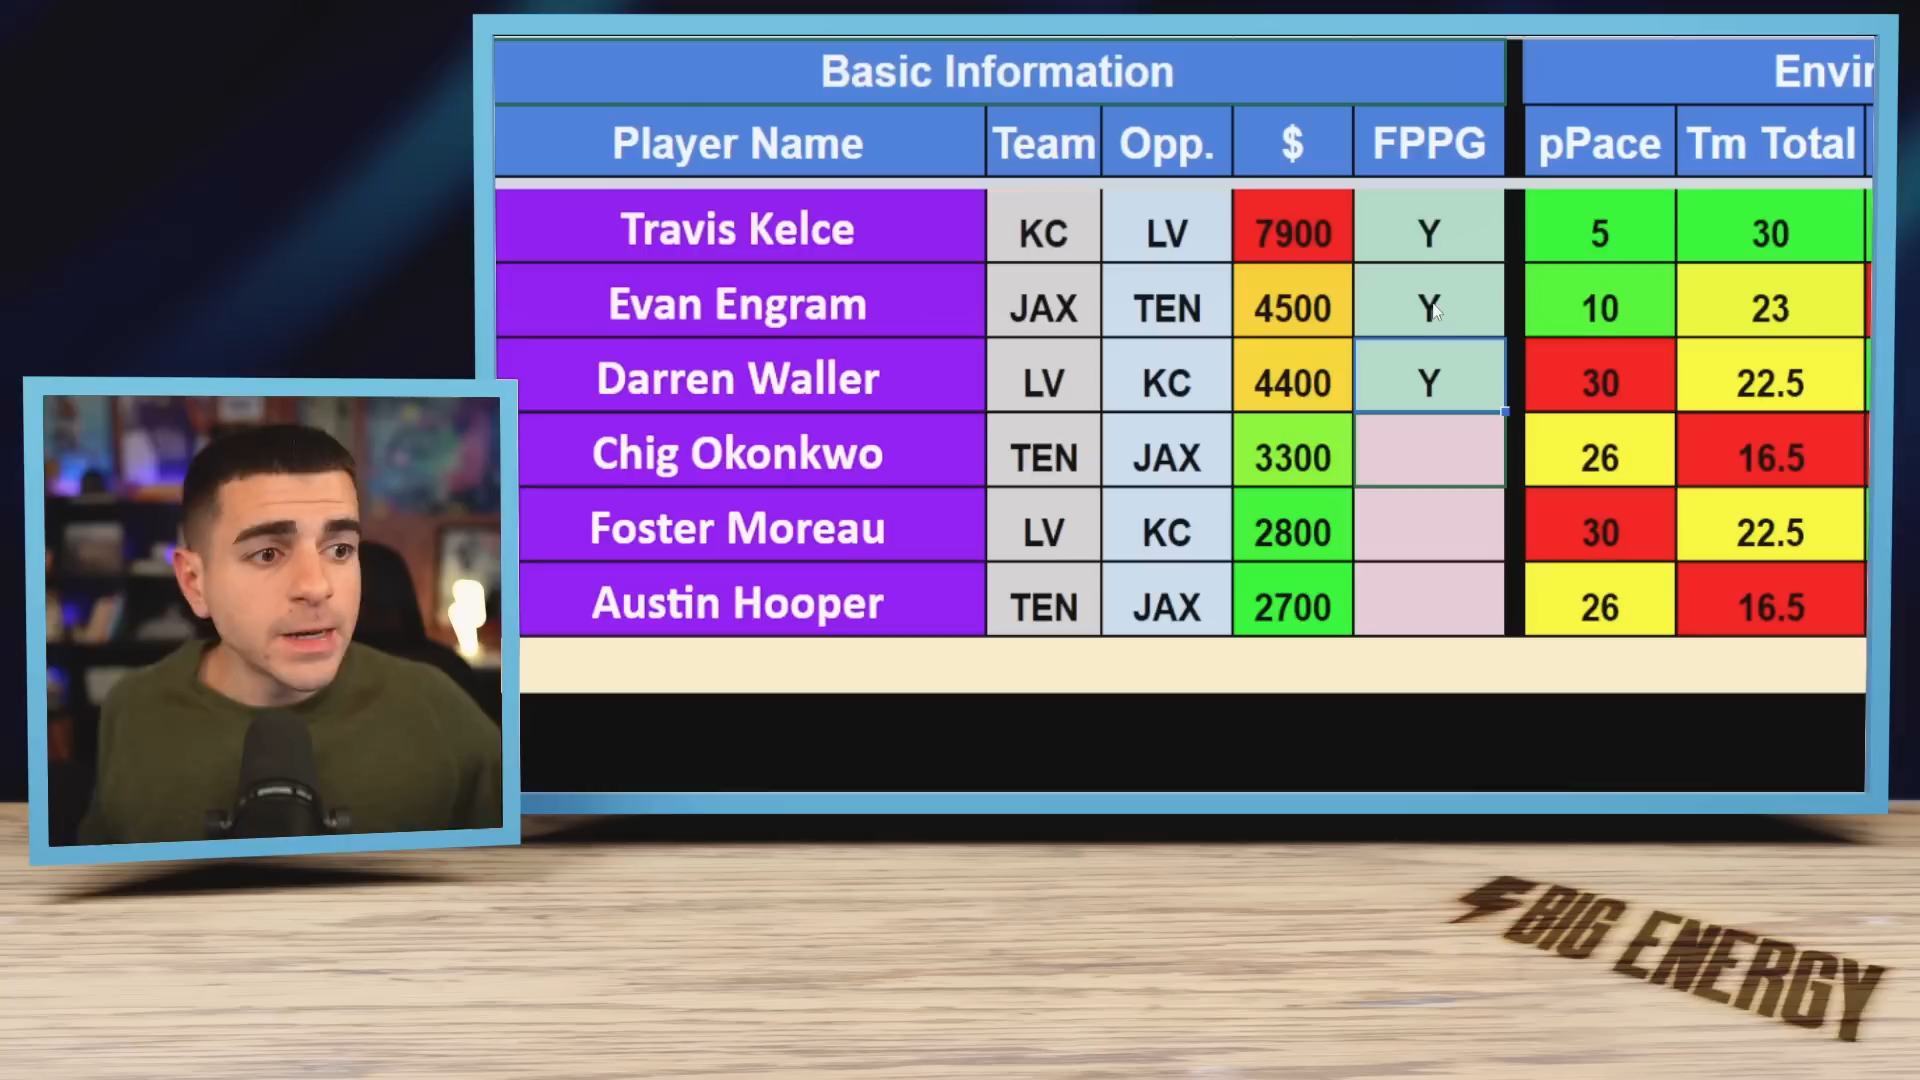 Basic Information Envir
Player Name Team Opp. $ FPPG pPace Tm Total
Travis Kelce KC LV 7900 Y 5 30
Evan Engram JAX TEN 4500 Y 10 23
Darren Waller LV KC 4400 Y 30 22.5
Chig Okonkwo TEN JAX 3300 26 16.5
Foster Moreau LV KC 2800 30 22.5
Austin Hooper TEN JAX 2700 26 16.5
BIG ENERGY